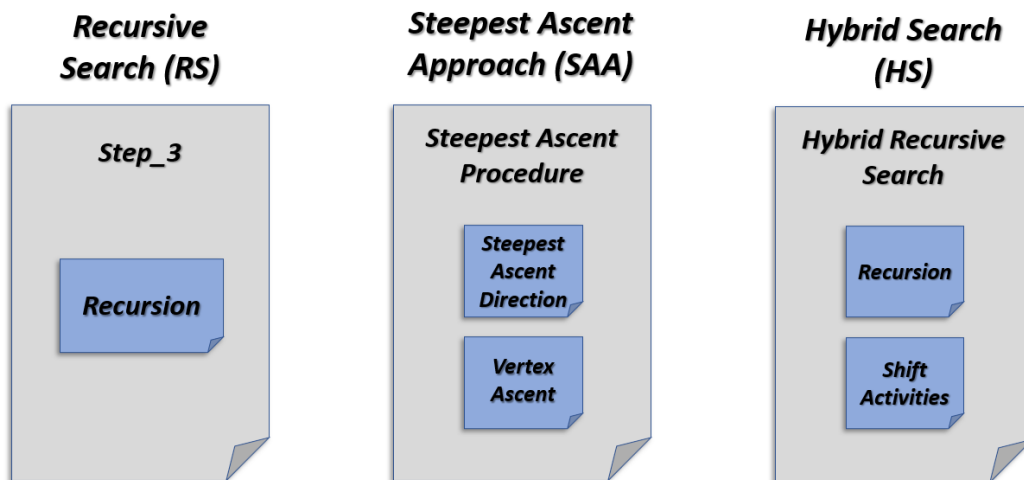 Recursive
Search (RS)
Step_3
Recursion
Steepest Ascent
Approach (SAA)
Steepest Ascent
Procedure
Steepest
Ascent
Direction
Vertex
Ascent
Hybrid Search
(HS)
Hybrid Recursive
Search
Recursion
Shift
Activities